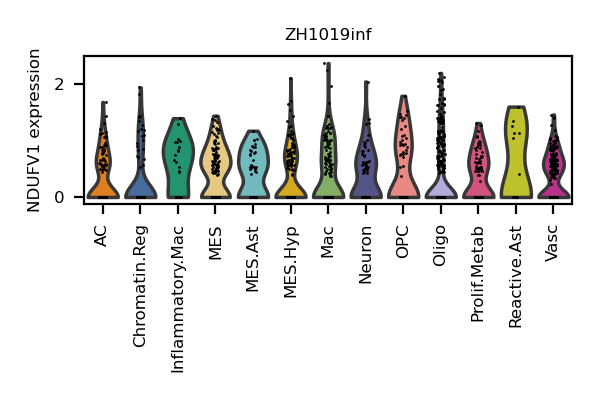 ZH1019inf
NDUFV1 expression
2
0
AC
Chromatin.Reg
Inflammatory.Mac
MES
MES.Ast
MES.Hyp
Mac
Neuron
OPC
Oligo
Prolif.Metab
Reactive.Ast
Vasc